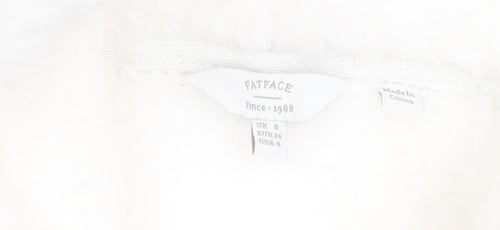 FATFACE
Since - 1988
UK 8
EUR 36
USA 4
Made In
China